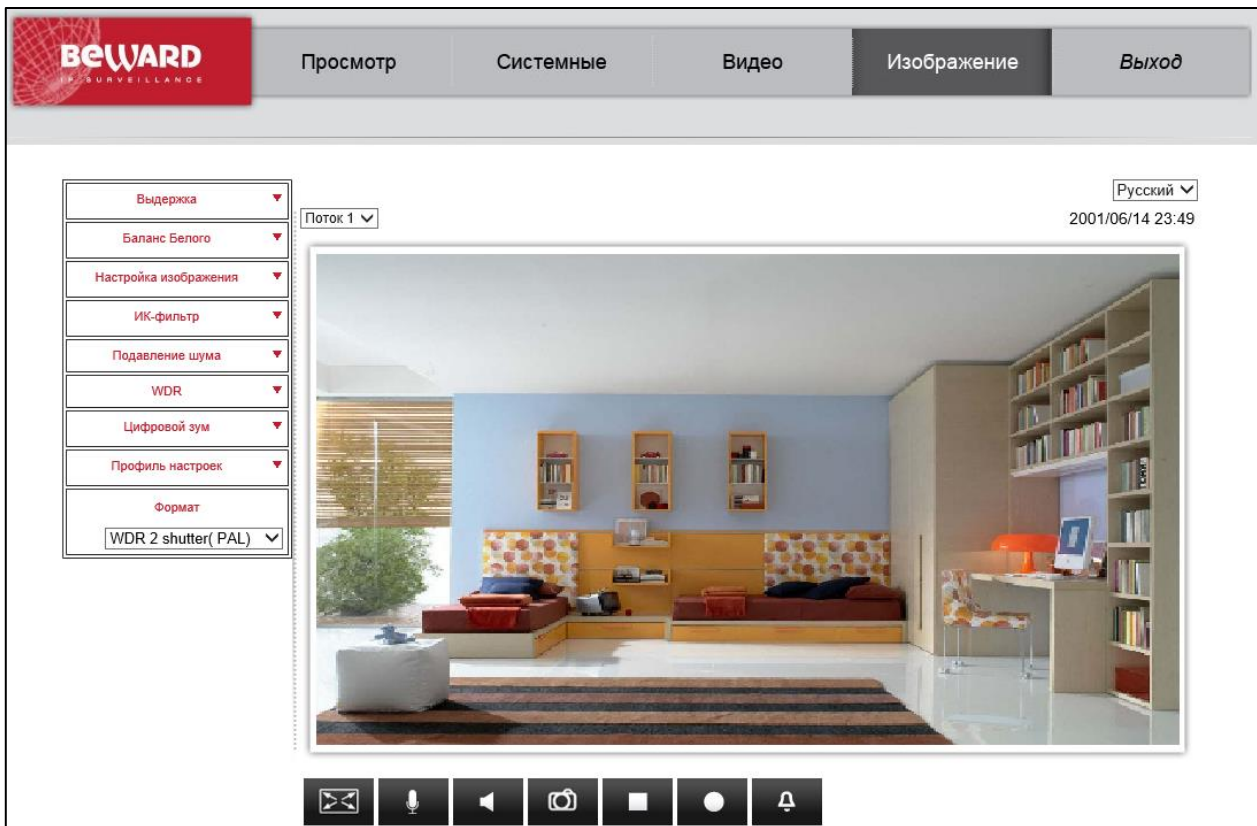 BEWARD
IP SURVEILLANCE
Просмотр
Системные
Видео
Изображение
Выход
Выдержка
Баланс Белого
Настройка изображения
ИК-фильтр
Подавление шума
WDR
Цифровой зум
Профиль настроек
Формат
WDR 2 shutter( PAL)
Поток 1
Русский
2001/06/14 23:49